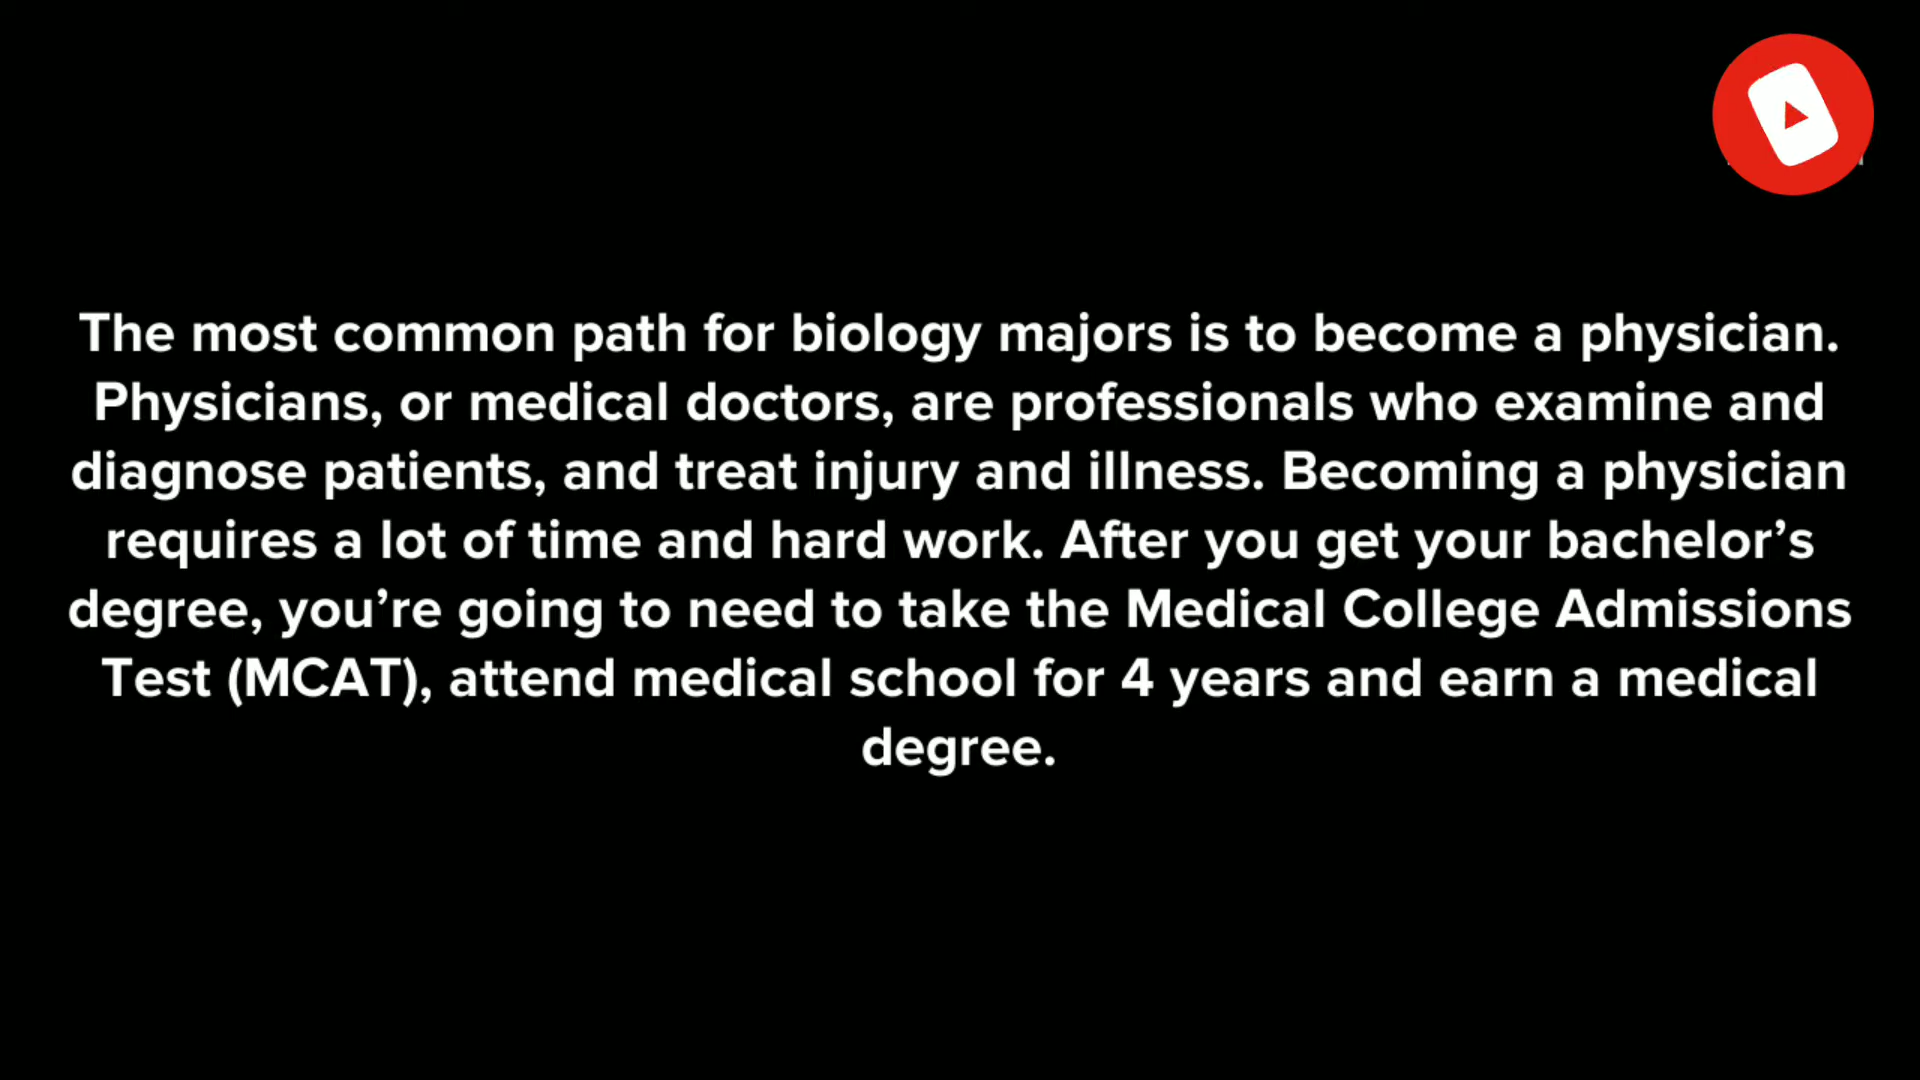 The most common path for biology majors is to become a physician.
Physicians, or medical doctors, are professionals who examine and
diagnose patients, and treat injury and illness. Becoming a physician
requires a lot of time and hard work. After you get your bachelor’s
degree, you’re going to need to take the Medical College Admissions
Test (MCAT), attend medical school for 4 years and earn a medical
degree.